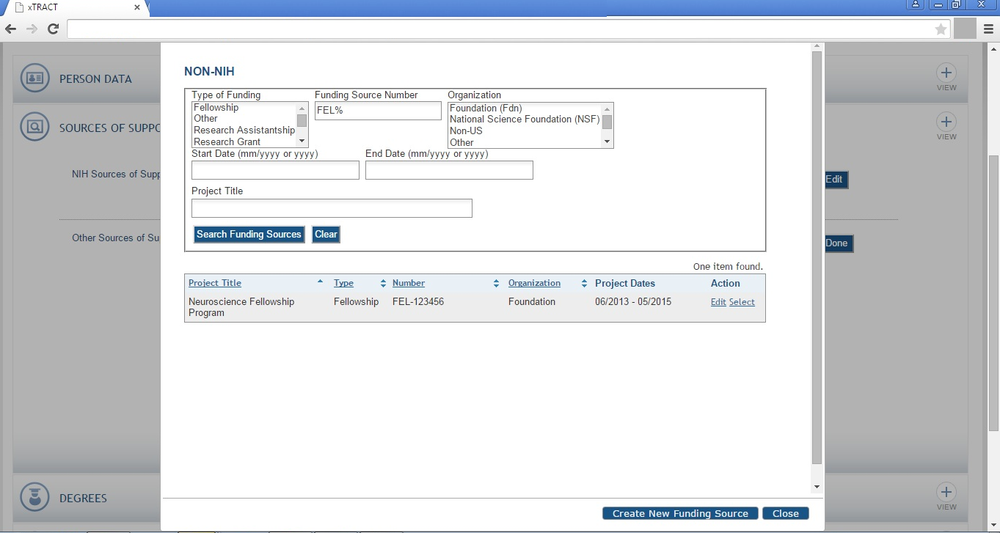 xTRACT
PERSON DATA
VIEW
SOURCES OF SUPPO
VIEW
NIH Sources of Supp
Edit
Other Sources of Su
Done
DEGREES
VIEW
NON-NIH
Type of Funding
Funding Source Number
Organization
Fellowship
Other
Research Assistantship
Research Grant
FEL%
Foundation (Fdn)
National Science Foundation (NSF)
Non-US
Other
Start Date (mm/yyyy or yyyy)
End Date (mm/yyyy or yyyy)
Project Title
Search Funding Sources Clear
One item found.
Project Title Type Number Organization Project Dates Action
Neuroscience Fellowship Program Fellowship FEL-123456 Foundation 06/2013 - 05/2015 Edit Select
Create New Funding Source Close